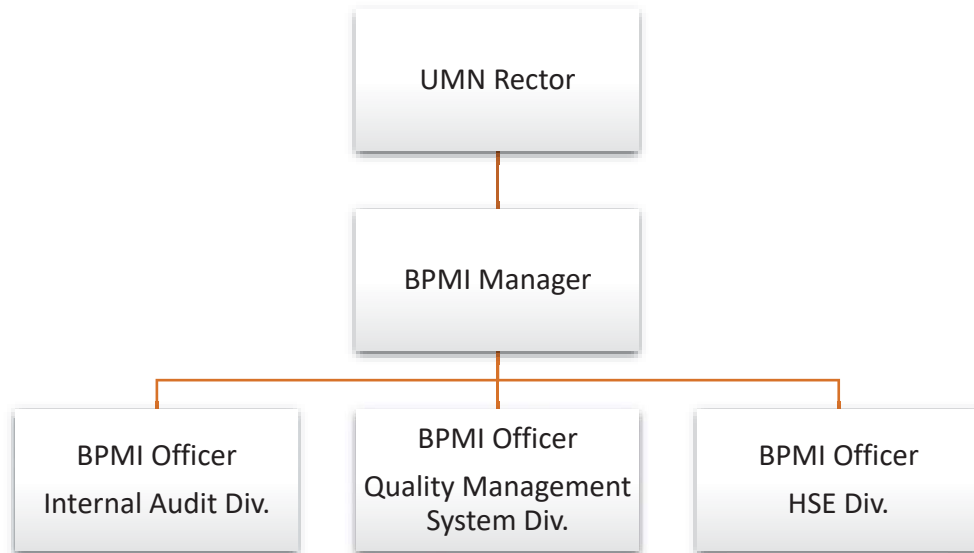 UMN Rector
BPMI Manager
BPMI Officer
Internal Audit Div.
BPMI Officer
Quality Management
System Div.
BPMI Officer
HSE Div.